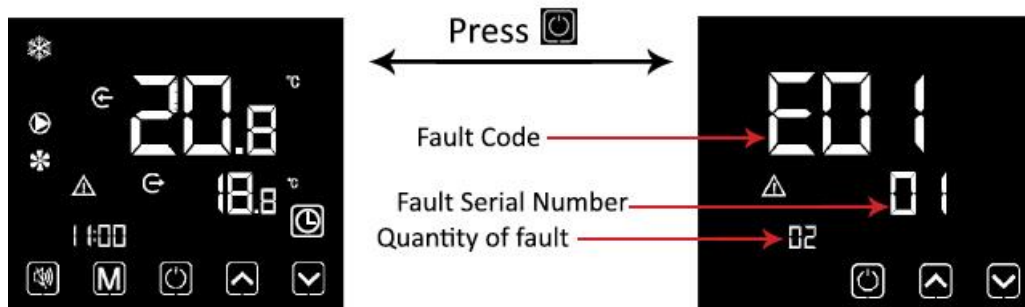 Press
20.8 °C
18.8 °C
11:00
M
Fault Code
Fault Serial Number
Quantity of fault
E01
01
02